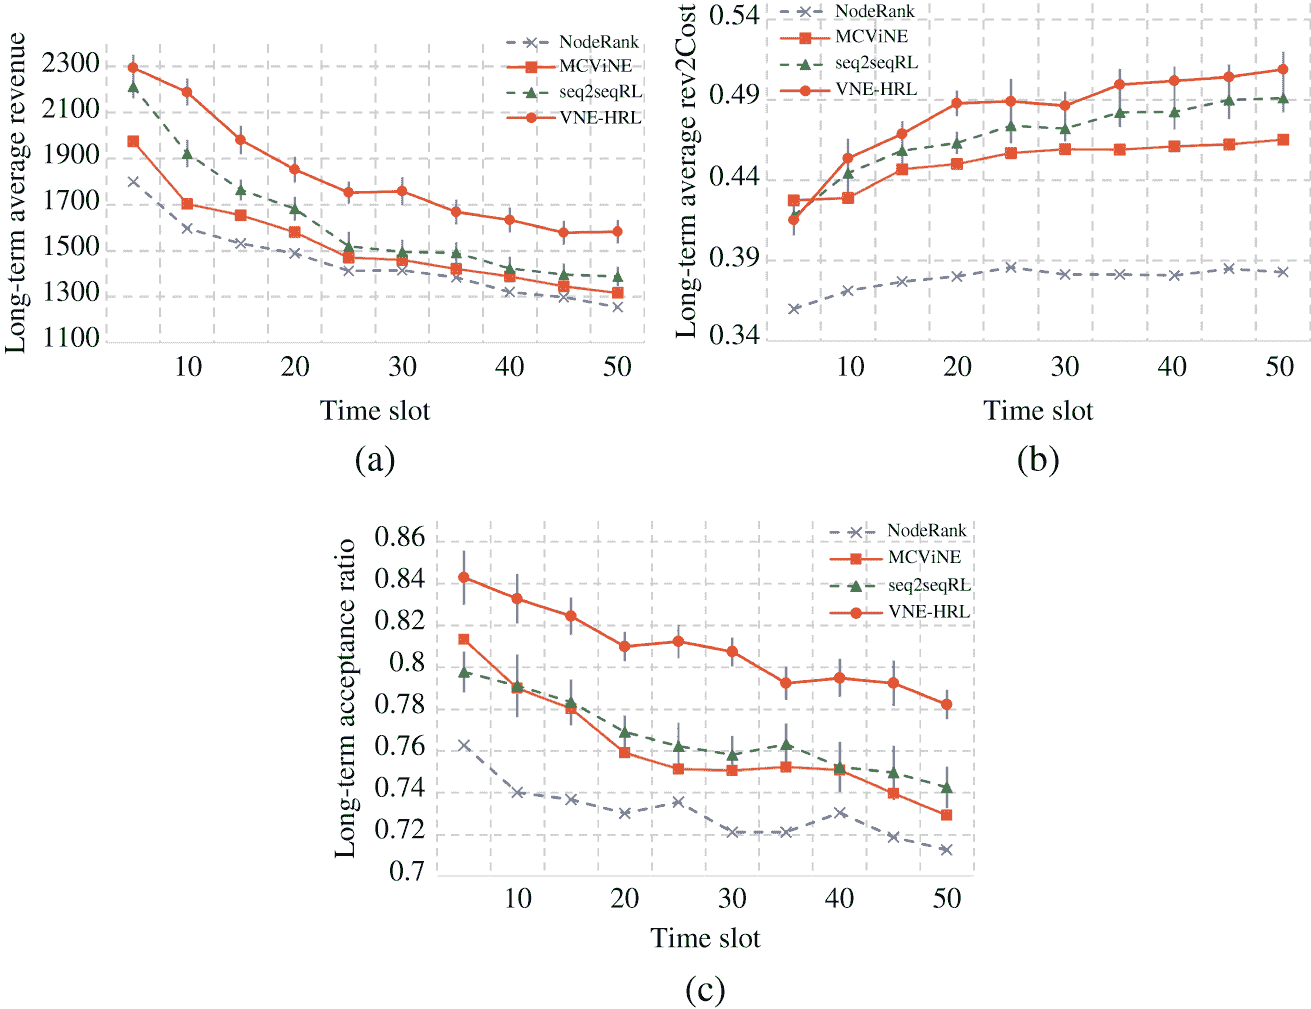 Long-term average revenue
2300
2100
1900
1700
1500
1300
1100
NodeRank
MCViNE
seq2seqRL
VNE-HRL
10 20 30 40 50
Time slot
(a)
Long-term average rev2Cost
0.54
0.49
0.44
0.39
0.34
NodeRank
MCViNE
seq2seqRL
VNE-HRL
10 20 30 40 50
Time slot
(b)
Long-term acceptance ratio
0.86
0.84
0.82
0.8
0.78
0.76
0.74
0.72
0.7
NodeRank
MCViNE
seq2seqRL
VNE-HRL
10 20 30 40 50
Time slot
(c)